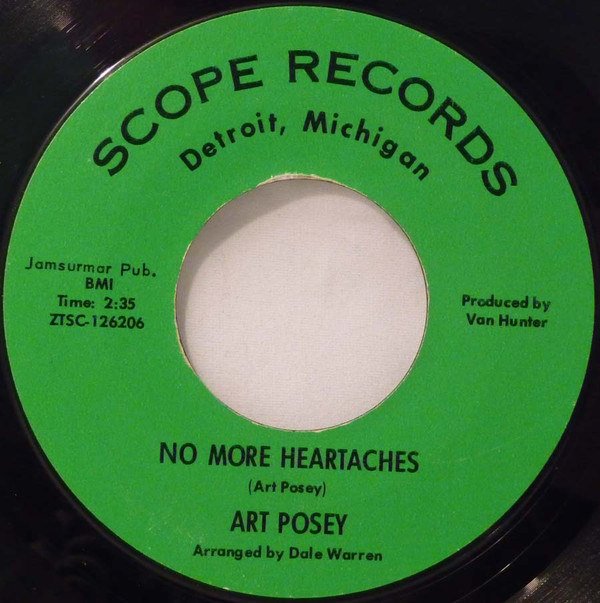 SCOPE RECORDS
Detroit, Michigan
Jamsurmar Pub.
BMI
Time: 2:35
ZTSC-126206
Produced by
Van Hunter
NO MORE HEARTACHES
(Art Posey)
ART POSEY
Arranged by Dale Warren